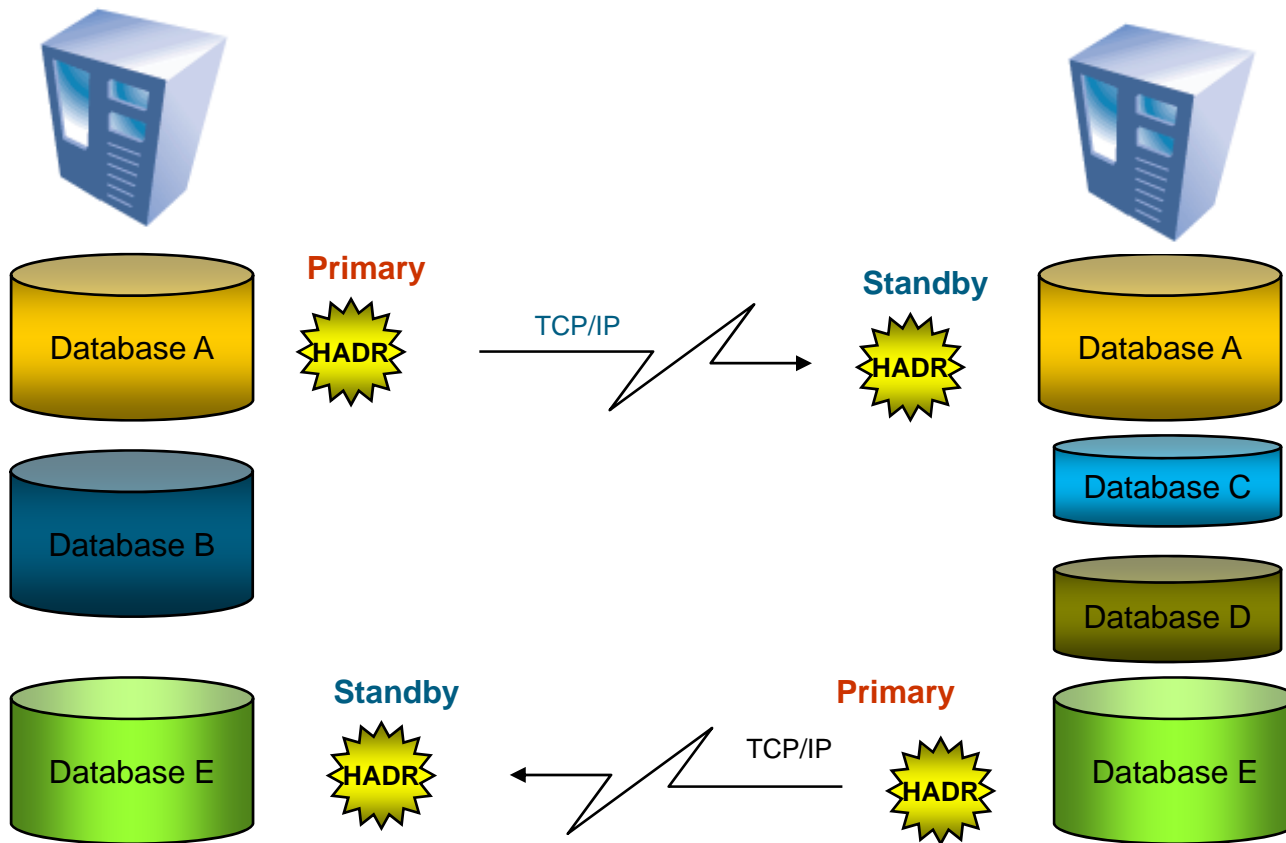 Primary
Standby
TCP/IP
Database A
HADR
HADR
Database A
Database C
Database B
Database D
Standby
Primary
TCP/IP
Database E
HADR
HADR
Database E